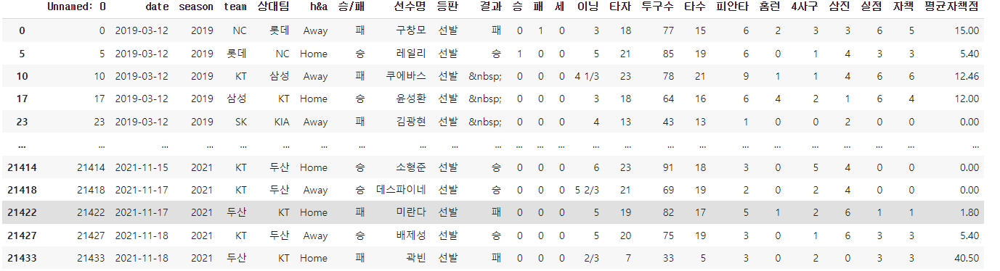 Unnamed: 0 date season team 상대팀 h&a 승/패 선수명 등판 결과 승 패 세 이닝 타자 투구수 타수 피안타 홈런 4사구 삼진 실점 자책 평균자책점
0 0 2019-03-12 2019 NC 롯데 Away 패 구창모 선발 패 0 1 0 3 18 77 15 6 2 3 3 6 5 15.00
5 5 2019-03-12 2019 롯데 NC Home 승 레일리 선발 승 1 0 0 5 21 85 19 6 0 1 4 3 3 5.40
10 10 2019-03-12 2019 KT 삼성 Away 패 쿠에바스 선발 &nbsp; 0 0 0 4 1/3 23 78 21 9 1 1 4 6 6 12.46
17 17 2019-03-12 2019 삼성 KT Home 승 윤성환 선발 &nbsp; 0 0 0 3 18 64 16 6 4 2 1 6 4 12.00
23 23 2019-03-12 2019 SK KIA Away 패 김광현 선발 &nbsp; 0 0 0 4 13 43 13 1 0 0 2 0 0 0.00
... ... ... ... ... ... ... ... ... ... ... ... ... ... ... ... ... ... ... ... ... ... ... ... ...
21414 21414 2021-11-15 2021 KT 두산 Home 승 소형준 선발 승 0 0 0 6 23 91 18 3 0 5 4 0 0 0.00
21418 21418 2021-11-17 2021 KT 두산 Away 승 데스파이네 선발 승 0 0 0 5 2/3 21 69 19 2 0 2 4 0 0 0.00
21422 21422 2021-11-17 2021 두산 KT Home 패 미란다 선발 패 0 0 0 5 19 82 17 5 1 2 6 1 1 1.80
21427 21427 2021-11-18 2021 KT 두산 Away 승 배제성 선발 승 0 0 0 5 20 75 19 3 0 1 6 3 3 5.40
21433 21433 2021-11-18 2021 두산 KT Home 패 곽빈 선발 패 0 0 0 2/3 7 33 5 3 0 2 0 3 3 40.50